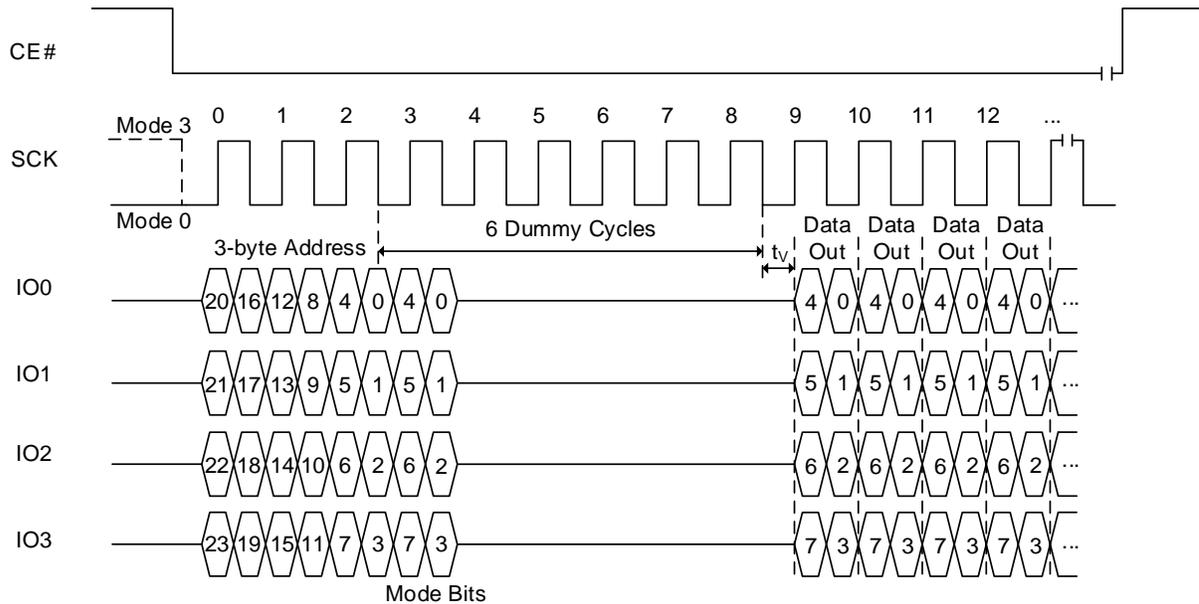 CE#
0 1 2 3 4 5 6 7 8 9 10 11 12 ...
Mode 3
SCK
Mode 0
6 Dummy Cycles
Data Data Data Data
3-byte Address
tV Out Out Out Out
IO0 20 16 12 8 4 0 4 0 4 0 4 0 4 0 4 0 ...
IO1 21 17 13 9 5 1 5 1 5 1 5 1 5 1 5 1 ...
IO2 22 18 14 10 6 2 6 2 6 2 6 2 6 2 6 2 ...
IO3 23 19 15 11 7 3 7 3 7 3 7 3 7 3 7 3 ...
Mode Bits